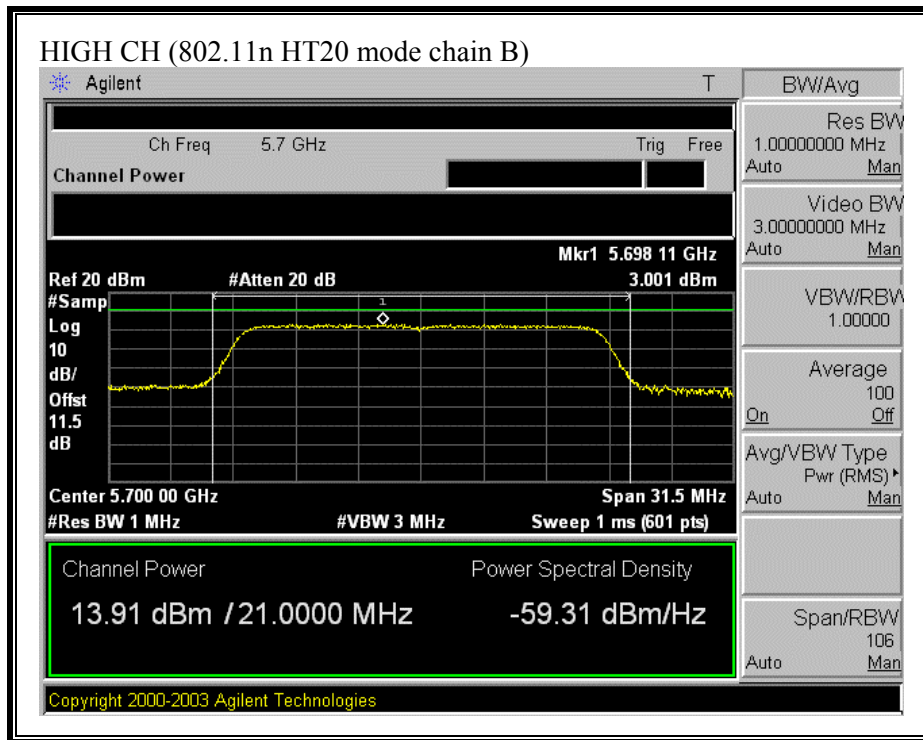 HIGH CH (802.11n HT20 mode chain B)
Agilent T
Ch Freq 5.7 GHz Trig Free
Channel Power
Mkr1 5.698 11 GHz
Ref 20 dBm #Atten 20 dB 3.001 dBm
#Samp
Log
10
dB/
Offst
11.5
dB
1
Center 5.700 00 GHz Span 31.5 MHz
#Res BW 1 MHz #VBW 3 MHz Sweep 1 ms (601 pts)
Channel Power Power Spectral Density
13.91 dBm / 21.0000 MHz -59.31 dBm/Hz
Copyright 2000-2003 Agilent Technologies
BW/Avg
Res BW
1.00000000 MHz
Auto Man
Video BW
3.00000000 MHz
Auto Man
VBW/RBW
1.00000
Average
100
On Off
Avg/VBW Type
Pwr (RMS)
Auto Man
Span/RBW
106
Auto Man